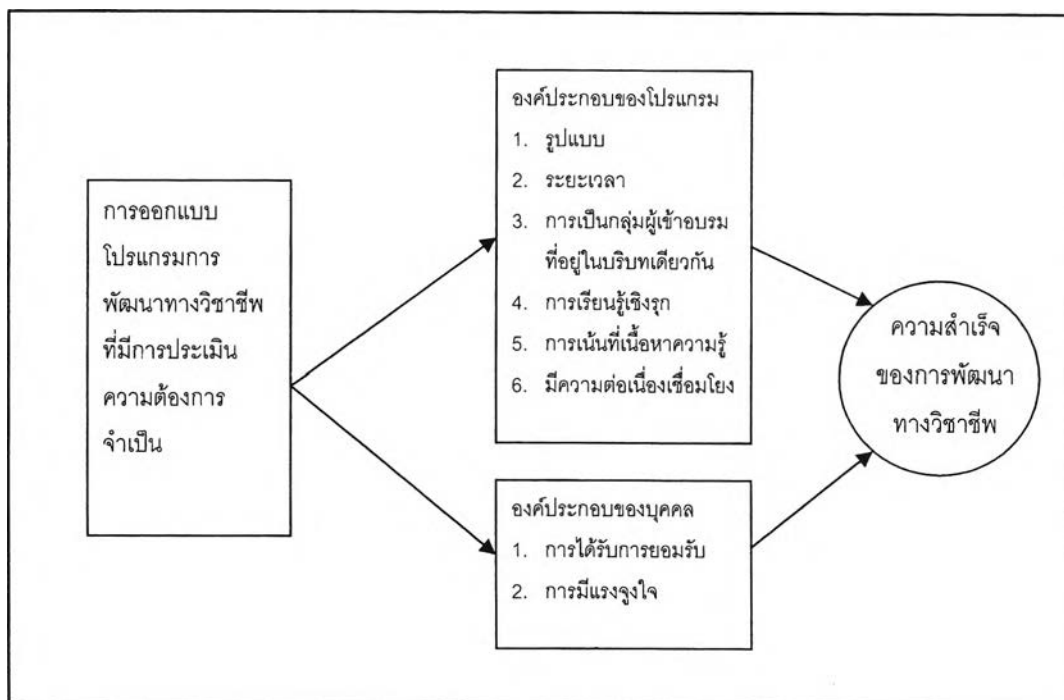 การออกแบบ
โปรแกรมการ
พัฒนาทางวิชาชีพ
ที่มีการประเมิน
ความต้องการ
จำเป็น
องค์ประกอบของโปรแกรม
1. รูปแบบ
2. ระยะเวลา
3. การเป็นกลุ่มผู้เข้าอบรม
ที่อยู่ในบริบทเดียวกัน
4. การเรียนรู้เชิงรุก
5. การเน้นที่เนื้อหาความรู้
6. มีความต่อเนื่องเชื่อมโยง
องค์ประกอบของบุคคล
1. การได้รับการยอมรับ
2. การมีแรงจูงใจ
ความสำเร็จ
ของการพัฒนา
ทางวิชาชีพ